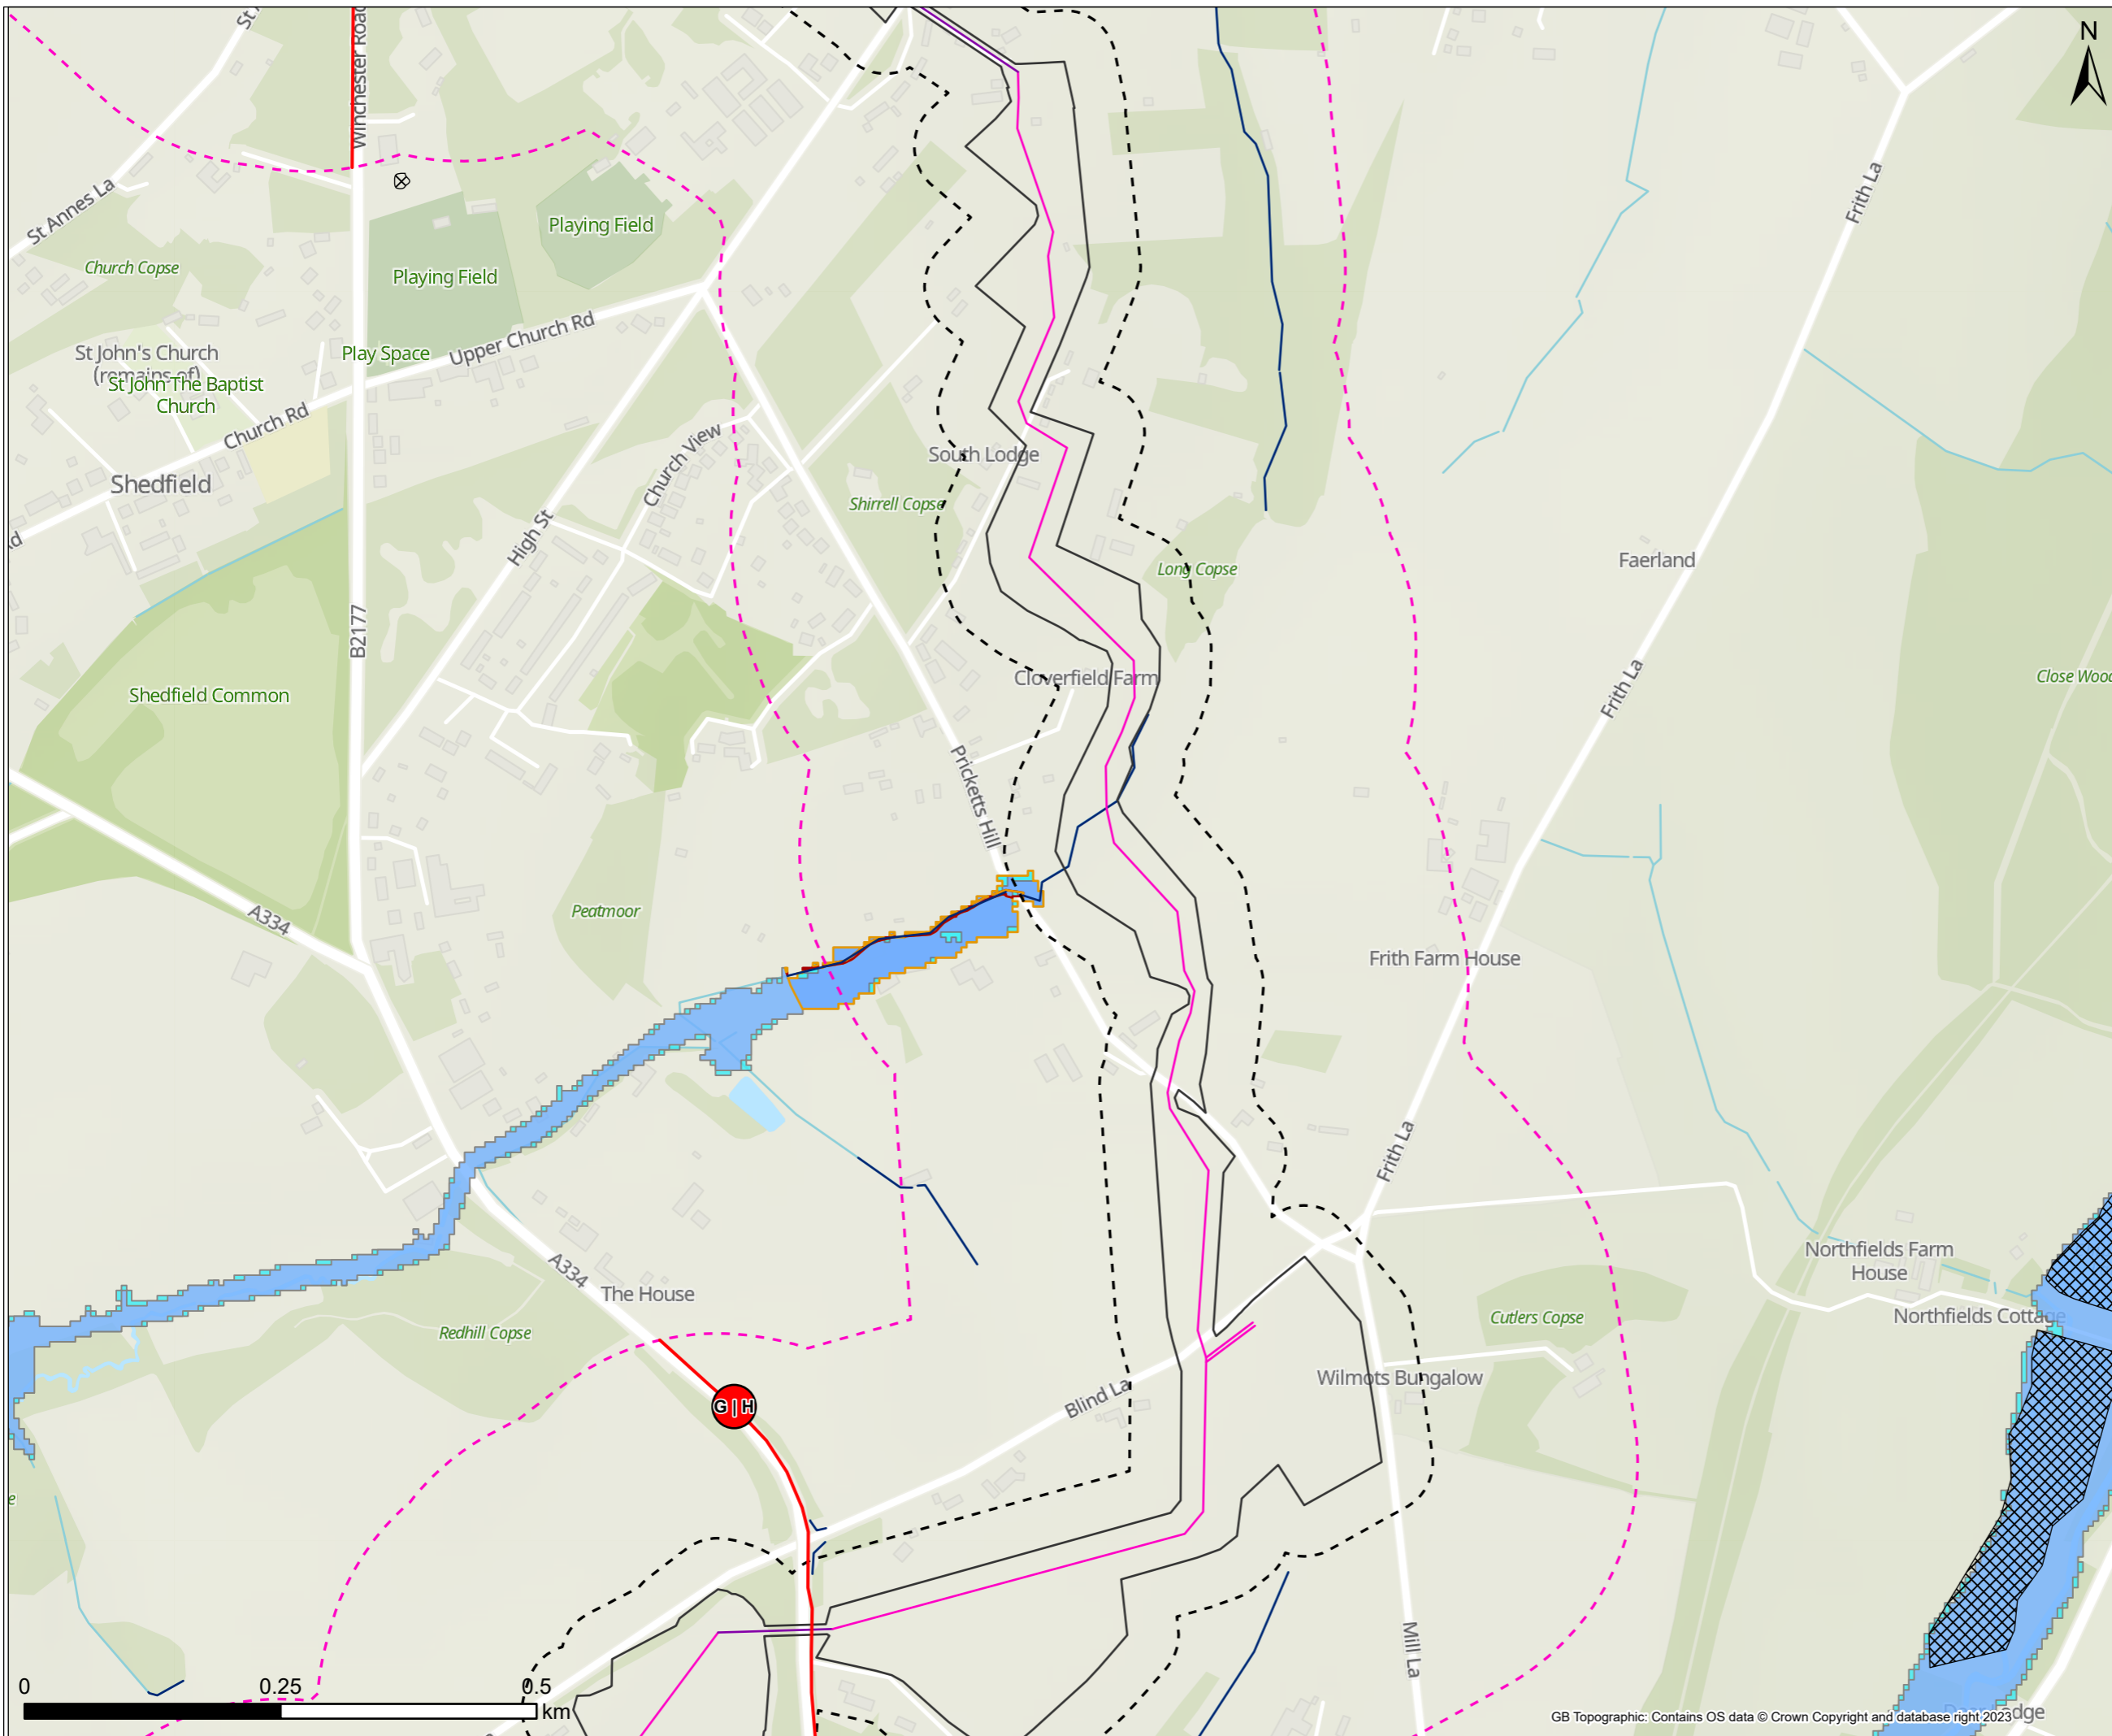 N
Winchester Road
St Annes La
Playing Field
Church Copse
Playing Field
St John's Church
(remains of)
St John The Baptist
Church
Play Space
Upper Church Rd
Church Rd
Shedfield
Church View
South Lodge
Shirrell Copse
High St
Frith La
Faerland
Long Copse
B2177
Shedfield Common
Cloverfield Farm
Frith La
Close Wood
Pricketts Hill
A334
Peatmoor
Frith Farm House
Frith La
A334
The House
Redhill Copse
Northfields Farm
House
Northfields Cottage
Cutlers Copse
Wilmots Bungalow
Blind La
G | H
Mill La
0 0.25 0.5
km
GB Topographic: Contains OS data © Crown Copyright and database right 2023